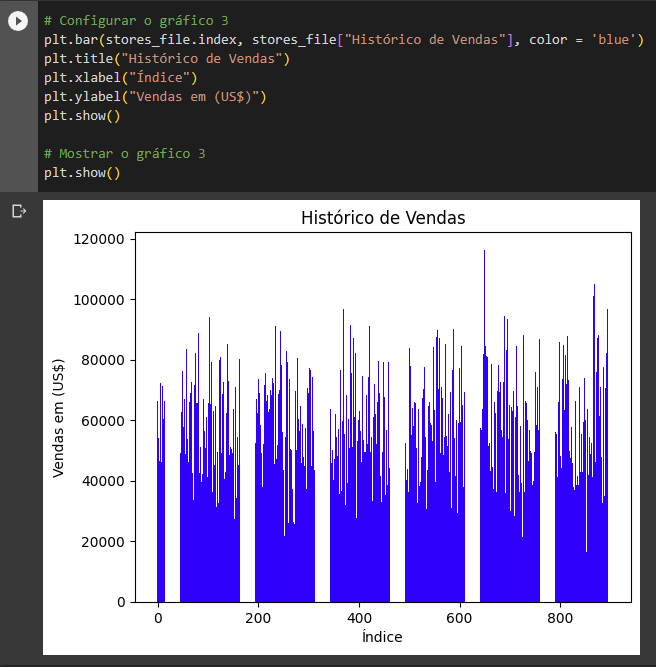 # Configurar o gráfico 3
plt.bar(stores_file.index, stores_file["Histórico de Vendas"], color = 'blue')
plt.title("Histórico de Vendas")
plt.xlabel("Índice")
plt.ylabel("Vendas em (US$)")
plt.show()
# Mostrar o gráfico 3
plt.show()
Histórico de Vendas
120000
100000
80000
60000
40000
20000
0
Vendas em (US$)
0 200 400 600 800
Índice